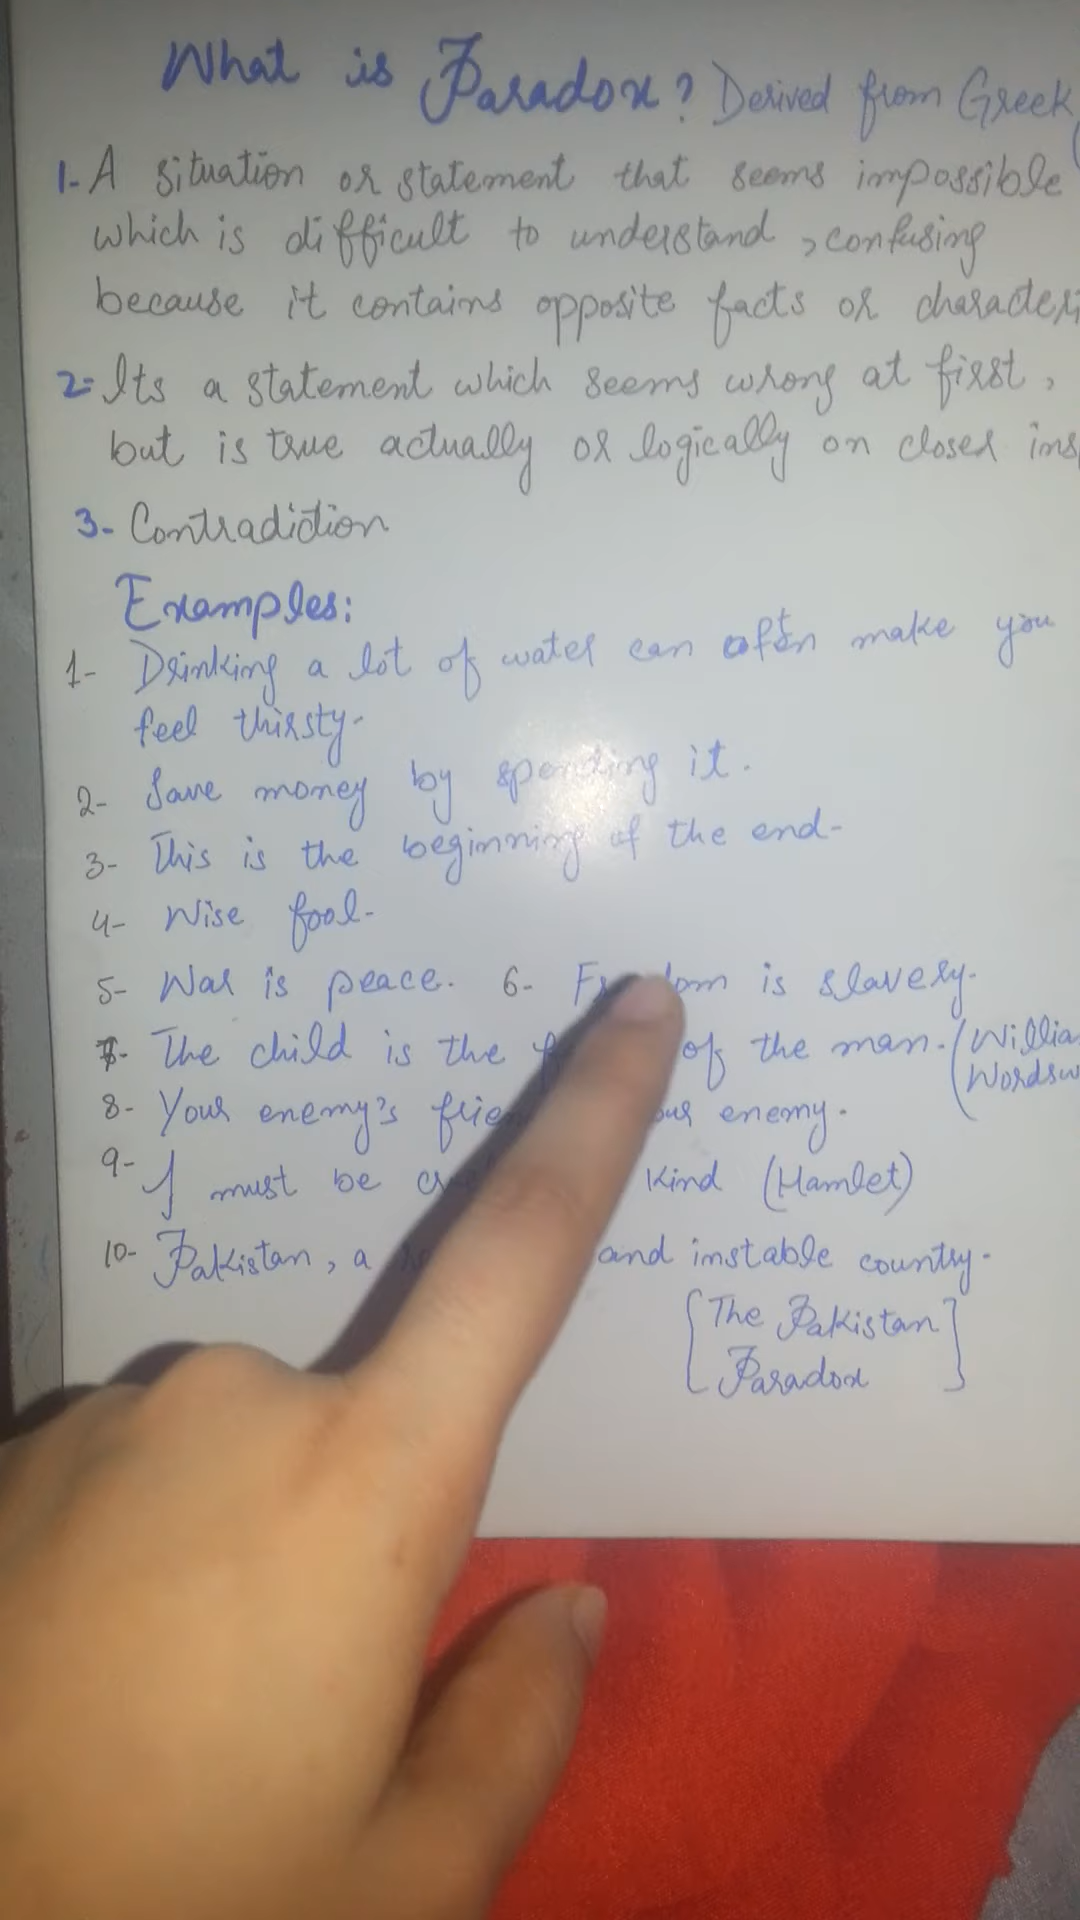 What is Paradox? Derived from Greek
1- A situation or statement that seems impossible
which is difficult to understand, confusing
because it contains opposite facts or
2- Its a statement which seems wrong at first,
but is true actually or logically on closer
3- Contradiction
Examples:
1- Drinking a lot of water can often make you
feel thirsty.
2- Save money by spending it.
3- This is the beginning of the end-
4- Wise fool-
5- War is peace. 6- is slavery-
7- The child is the of the man. (
8- Your enemy's enemy.
9- I must be kind (Hamlet)
10- Pakistan, a and instable country-
[The Pakistan
Paradox]